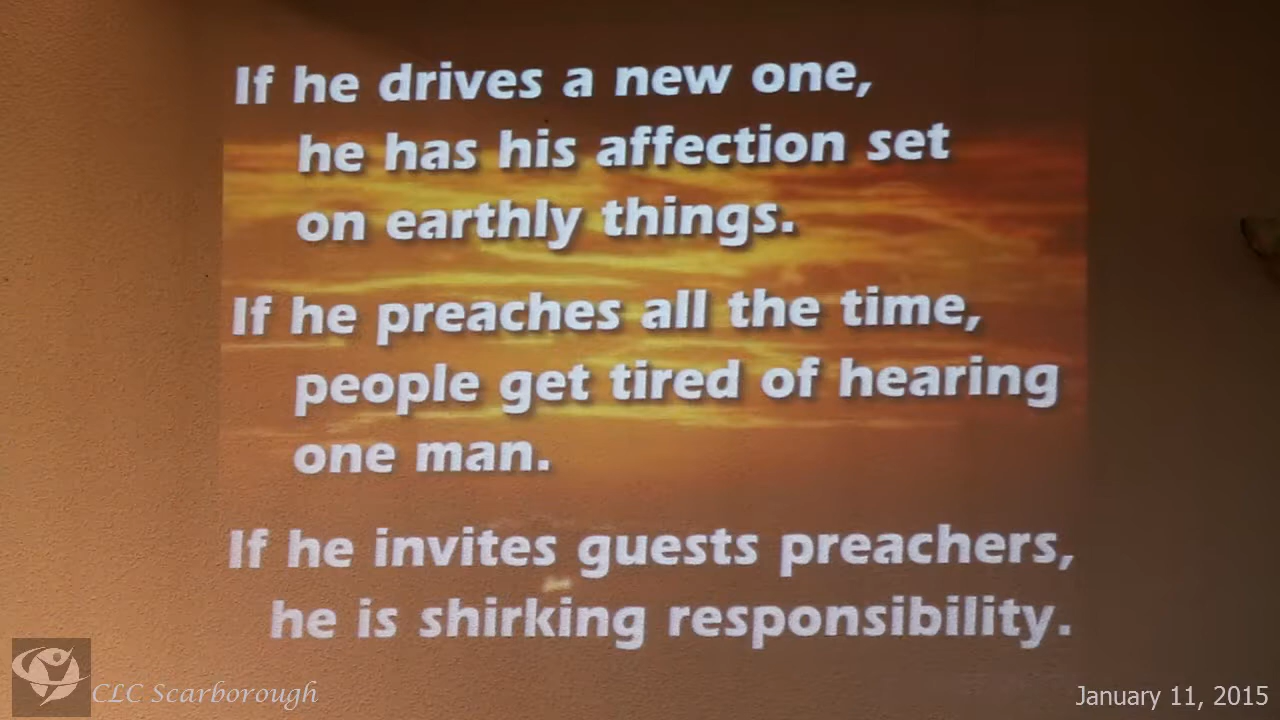 If he drives a new one,
he has his affection set
on earthly things.
If he preaches all the time,
people get tired of hearing
one man.
If he invites guests preachers,
he is shirking responsibility.
CLC Scarborough
January 11, 2015